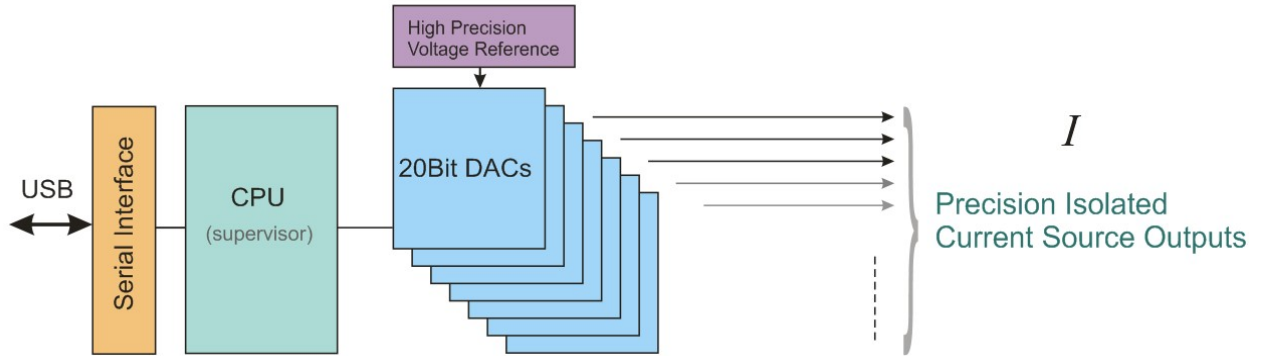 High Precision
Voltage Reference
USB
Serial Interface
CPU
(supervisor)
20Bit DACs
I
Precision Isolated
Current Source Outputs